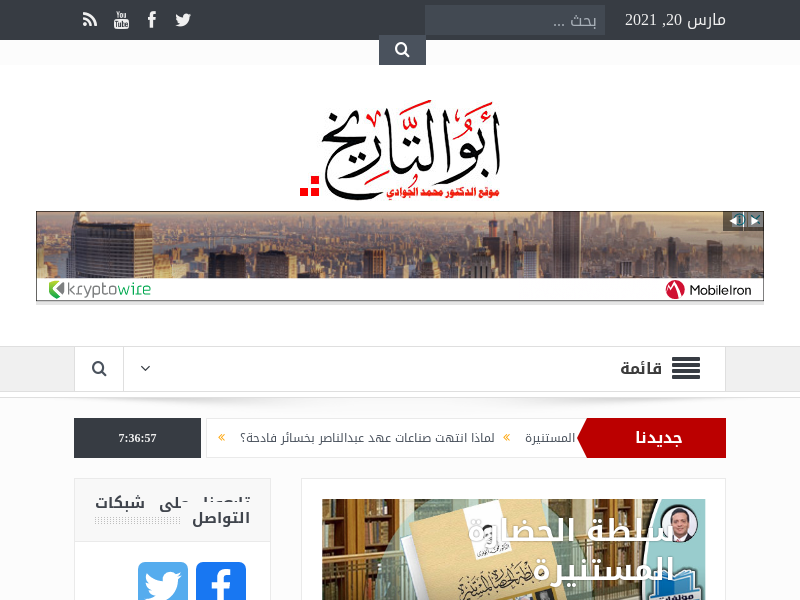 مارس 20, 2021
بحث ...
أبو التاريخ
موقع الدكتور محمد الجوادي
kryptowire
MobileIron
قائمة
جديدنا
المستنيرة
لماذا انتهت صناعات عهد عبدالناصر بخسائر فادحة؟
7:36:57
سلطة الحضارة
المستنيرة
تابعونا على شبكات
التواصل